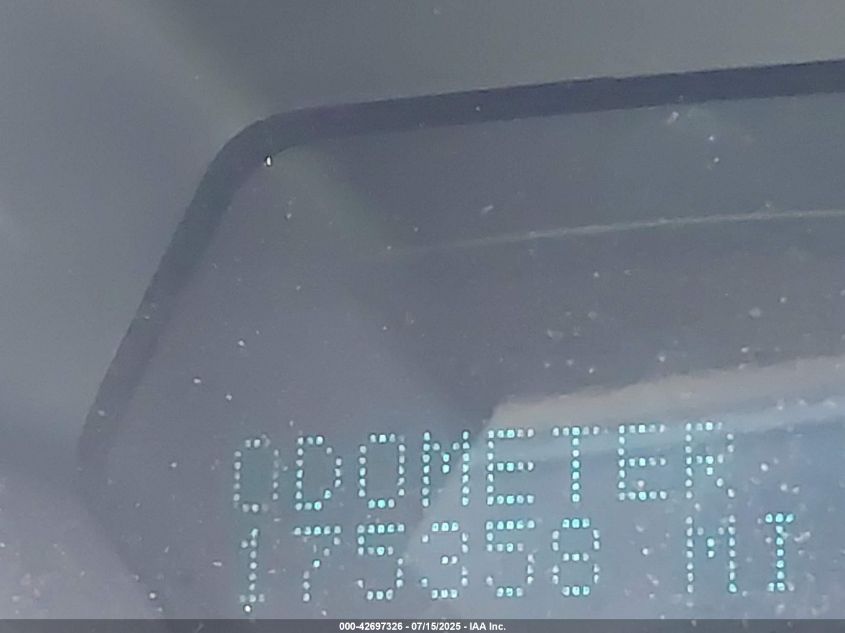 ODOMETER
175358 MI
000-42697326 - 07/15/2025 - IAA Inc.